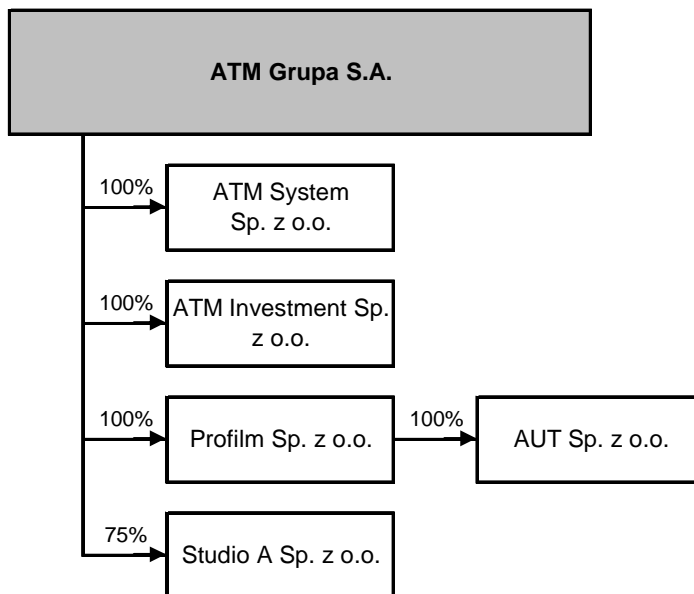 ATM Grupa S.A.
100%
ATM System
Sp. z o.o.
100%
ATM Investment Sp.
z o.o.
100%
Profilm Sp. z o.o.
100%
AUT Sp. z o.o.
75%
Studio A Sp. z o.o.